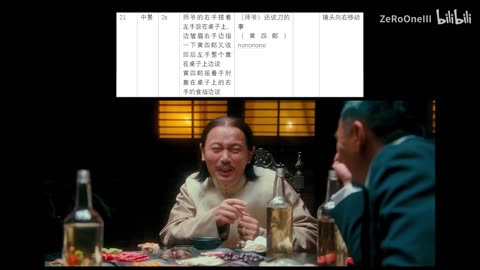 ZeRoOneIII bilibili
21 中景 2s 师爷的右手搭着 (师爷)还说刀的 镜头向右移动
左手放在桌子上, 事
边皱眉右手边指 (黄四郎)
一下黄四郎又收 nononono
回后左手整个靠
在桌子上边说
黄四郎摇着手肘
靠在桌子上的右
手的食指边说